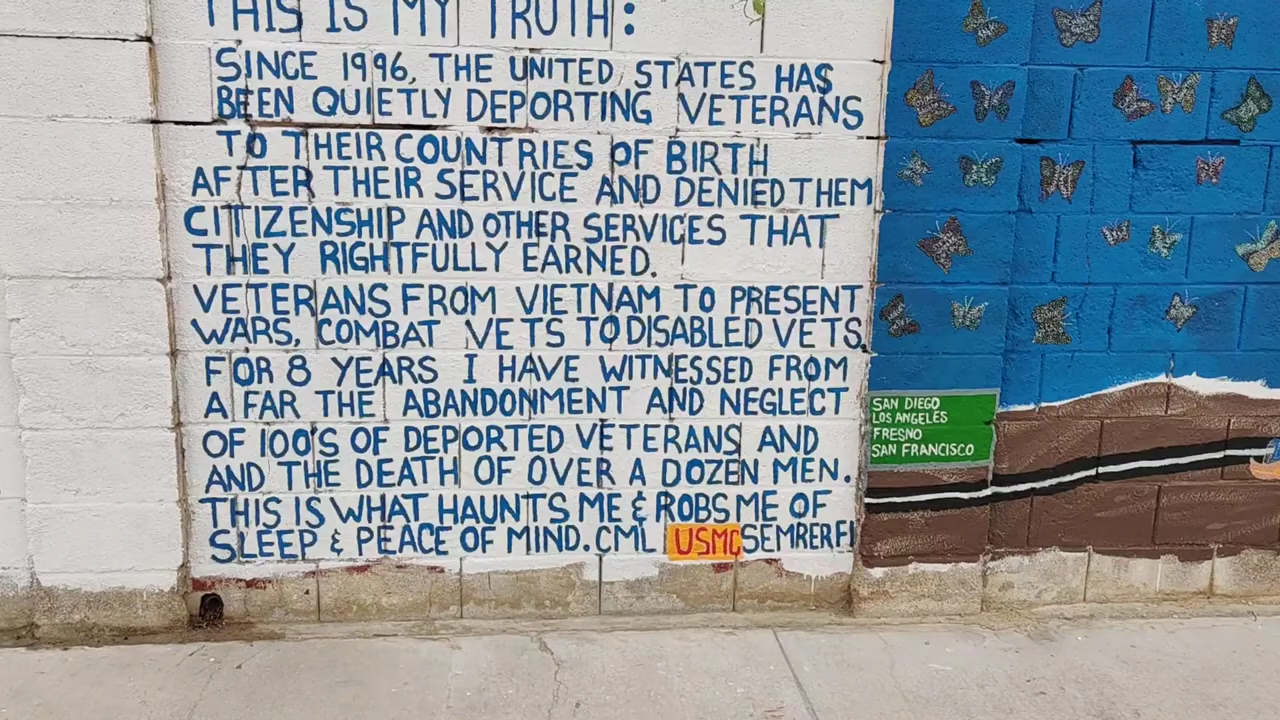 THIS IS MY TRUTH:
SINCE 1996, THE UNITED STATES HAS
BEEN QUIETLY DEPORTING VETERANS
TO THEIR COUNTRIES OF BIRTH
AFTER THEIR SERVICE AND DENIED THEM
CITIZENSHIP AND OTHER SERVICES THAT
THEY RIGHTFULLY EARNED.
VETERANS FROM VIETNAM TO PRESENT
WARS, COMBAT VETS TO DISABLED VETS.
FOR 8 YEARS I HAVE WITNESSED FROM
A FAR THE ABANDONMENT AND NEGLECT
OF 100'S OF DEPORTED VETERANS AND
AND THE DEATH OF OVER A DOZEN MEN.
THIS IS WHAT HAUNTS ME & ROBS ME OF
SLEEP & PEACE OF MIND. CML USMC SEMRERFI
SAN DIEGO
LOS ANGELES
FRESNO
SAN FRANCISCO